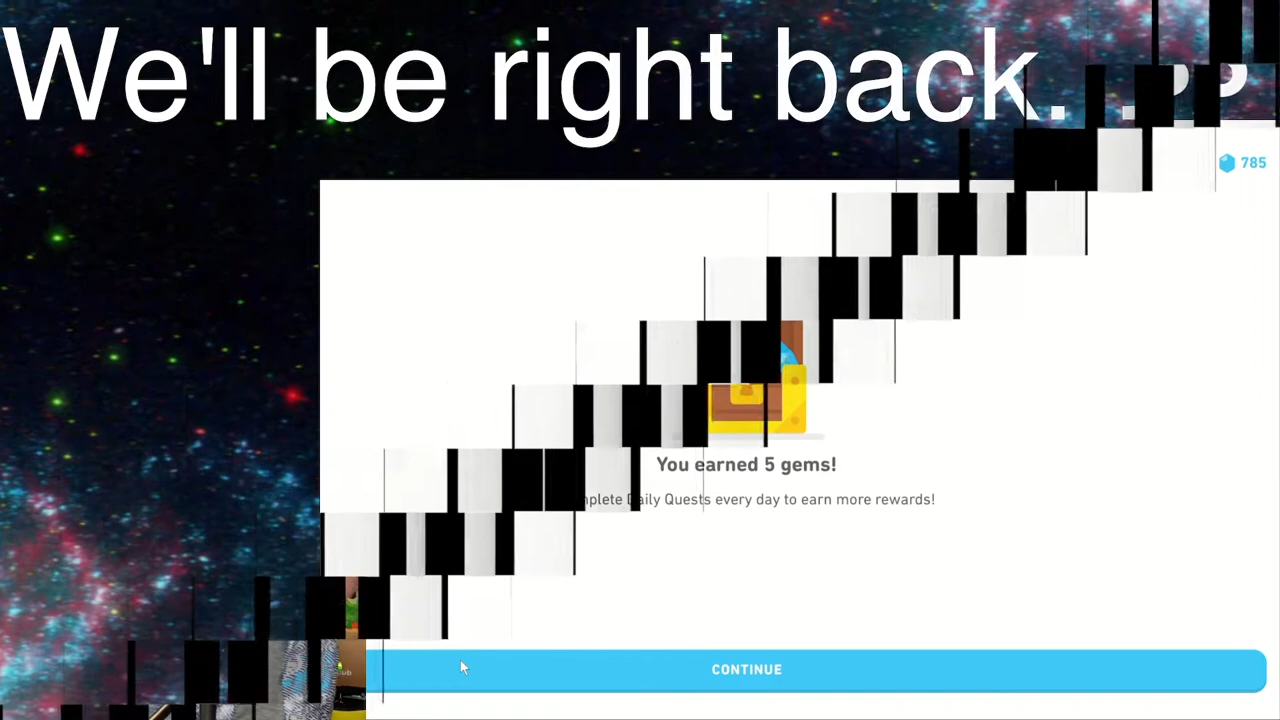 We'll be right back.
785
You earned 5 gems!
Daily Quests every day to earn more rewards!
CONTINUE